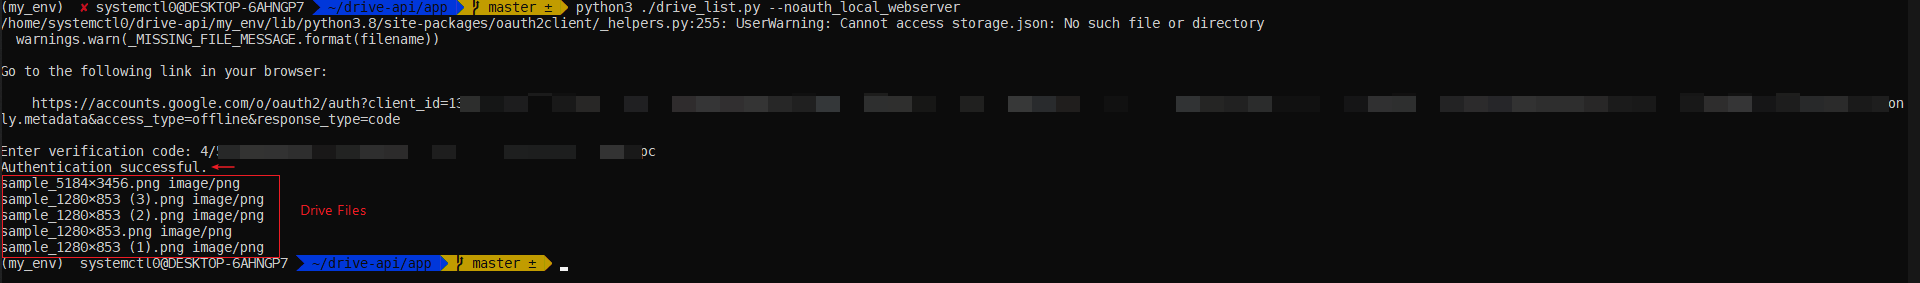 (my_env) ✘ systemctl0@DESKTOP-6AHNGP7 ~/drive-api/app master ± python3 ./drive_list.py --noauth_local_webserver
/home/systemctl0/drive-api/my_env/lib/python3.8/site-packages/oauth2client/_helpers.py:255: UserWarning: Cannot access storage.json: No such file or directory
warnings.warn(_MISSING_FILE_MESSAGE.format(filename))
Go to the following link in your browser:
https://accounts.google.com/o/oauth2/auth?client_id=13 on
ly.metadata&access_type=offline&response_type=code
Enter verification code: 4/ pc
Authentication successful.
sample_5184×3456.png image/png
sample_1280×853 (3).png image/png
sample_1280×853 (2).png image/png
Drive Files
sample_1280×853.png image/png
sample_1280×853 (1).png image/png
(my_env) systemctl0@DESKTOP-6AHNGP7 ~/drive-api/app master ±